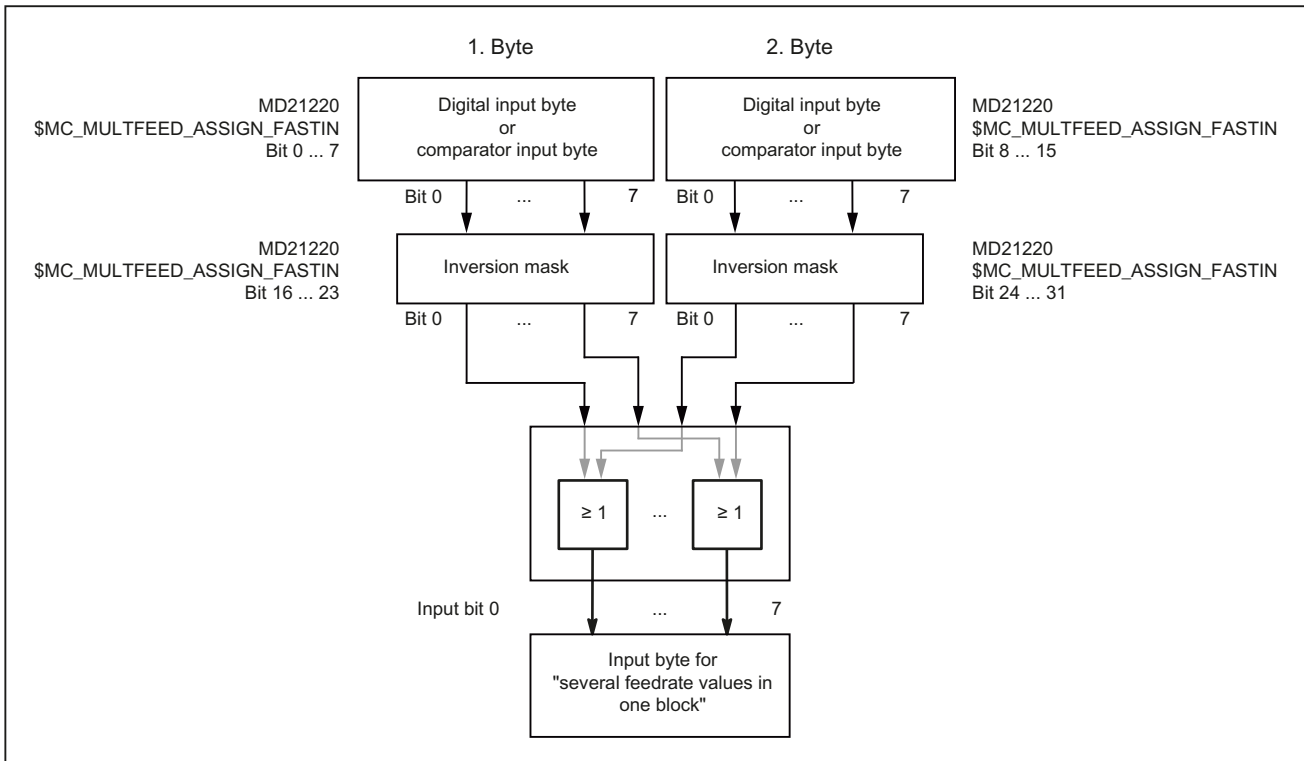 1. Byte
2. Byte
MD21220
$MC_MULTFEED_ASSIGN_FASTIN
Bit 0 ... 7
Digital input byte
or
comparator input byte
Digital input byte
or
comparator input byte
MD21220
$MC_MULTFEED_ASSIGN_FASTIN
Bit 8 ... 15
Bit 0 ... 7
Bit 0 ... 7
MD21220
$MC_MULTFEED_ASSIGN_FASTIN
Bit 16 ... 23
Inversion mask
Inversion mask
MD21220
$MC_MULTFEED_ASSIGN_FASTIN
Bit 24 ... 31
Bit 0 ... 7
Bit 0 ... 7
≥ 1 ... ≥ 1
Input bit 0 ... 7
Input byte for
"several feedrate values in
one block"